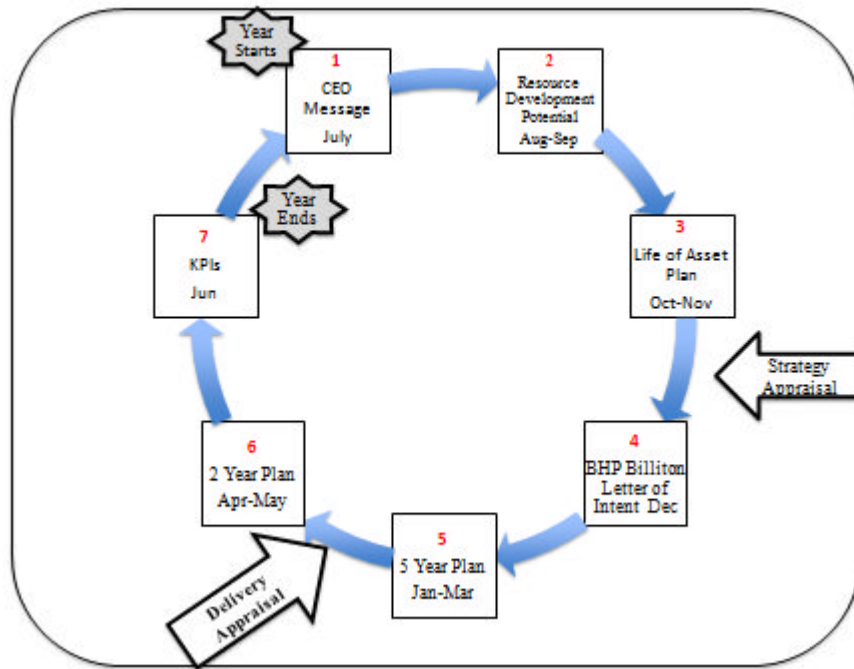 Year
Starts
1
CEO
Message
July
2
Resource
Development
Potential
Aug-Sep
3
Life of Asset
Plan
Oct-Nov
Strategy
Appraisal
4
BHP Billiton
Letter of
Intent Dec
5
5 Year Plan
Jan-Mar
Delivery
Appraisal
6
2 Year Plan
Apr-May
7
KPIs
Jun
Year
Ends